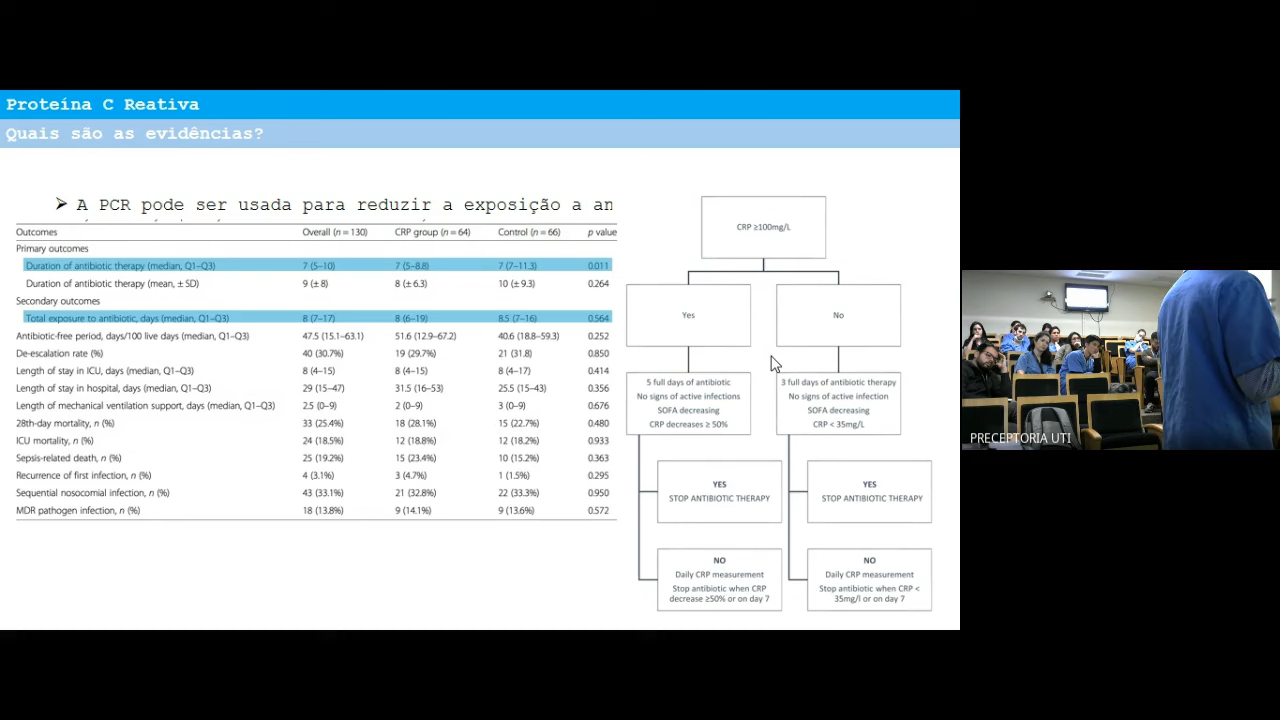 Proteína C Reativa
Quais são as evidências?
➤ A PCR pode ser usada para reduzir a exposição a an
Outcomes Overall (n = 130) CRP group (n = 64) Control (n = 66) p value
Primary outcomes
Duration of antibiotic therapy (median, Q1–Q3) 7 (5–10) 7 (5–8.8) 7 (7–11.3) 0.011
Duration of antibiotic therapy (mean, ± SD) 9 (± 8) 8 (± 6.3) 10 (± 9.3) 0.264
Secondary outcomes
Total exposure to antibiotic, days (median, Q1–Q3) 8 (7–17) 8 (6–19) 8.5 (7–16) 0.564
Antibiotic-free period, days/100 live days (median, Q1–Q3) 47.5 (15.1–63.1) 51.6 (12.9–67.2) 40.6 (18.8–59.3) 0.252
De-escalation rate (%) 40 (30.7%) 19 (29.7%) 21 (31.8) 0.850
Length of stay in ICU, days (median, Q1–Q3) 8 (4–15) 8 (4–15) 8 (4–17) 0.414
Length of stay in hospital, days (median, Q1–Q3) 29 (15–47) 31.5 (16–53) 25.5 (15–43) 0.356
Length of mechanical ventilation support, days (median, Q1–Q3) 2.5 (0–9) 2 (0–9) 3 (0–9) 0.676
28th-day mortality, n (%) 33 (25.4%) 18 (28.1%) 15 (22.7%) 0.480
ICU mortality, n (%) 24 (18.5%) 12 (18.8%) 12 (18.2%) 0.933
Sepsis-related death, n (%) 25 (19.2%) 15 (23.4%) 10 (15.2%) 0.363
Recurrence of first infection, n (%) 4 (3.1%) 3 (4.7%) 1 (1.5%) 0.295
Sequential nosocomial infection, n (%) 43 (33.1%) 21 (32.8%) 22 (33.3%) 0.950
MDR pathogen infection, n (%) 18 (13.8%) 9 (14.1%) 9 (13.6%) 0.572
CRP ≥100mg/L
Yes
No
5 full days of antibiotic
No signs of active infections
SOFA decreasing
CRP decreases ≥ 50%
3 full days of antibiotic therapy
No signs of active infection
SOFA decreasing
CRP < 35mg/L
YES
STOP ANTIBIOTIC THERAPY
YES
STOP ANTIBIOTIC THERAPY
NO
Daily CRP measurement
Stop antibiotic when CRP
decrease ≥50% or on day 7
NO
Daily CRP measurement
Stop antibiotic when CRP <
35mg/l or on day 7
PRECEPTORIA UTI